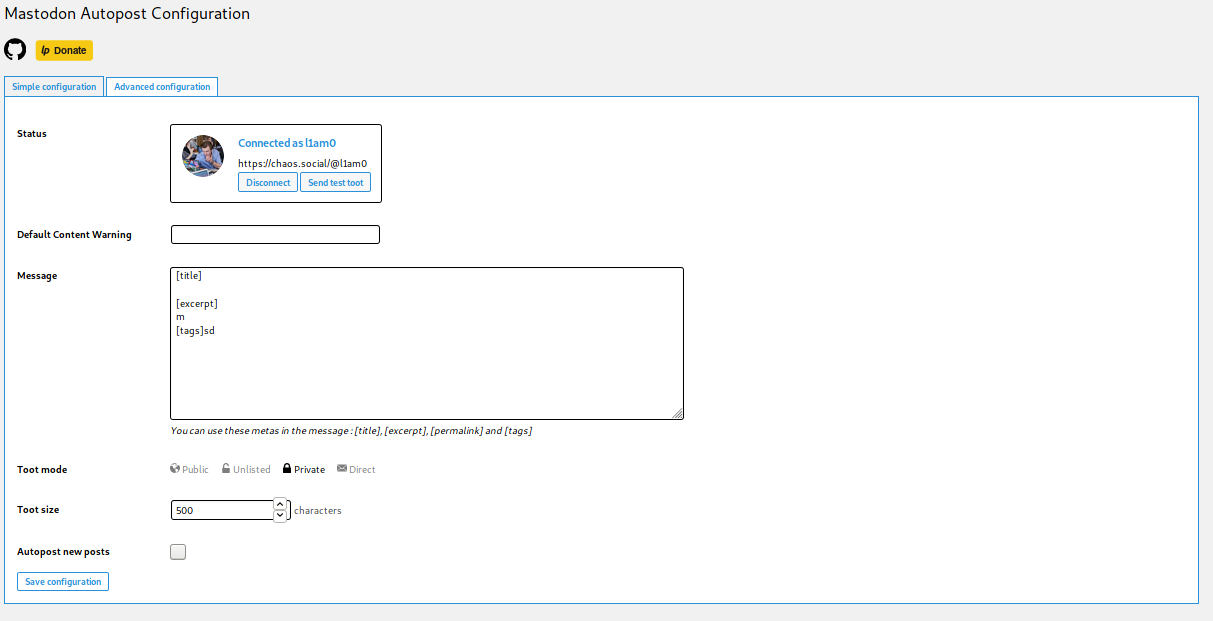 Mastodon Autopost Configuration
lp Donate
Simple configuration
Advanced configuration
Status
Connected as l1am0
https://chaos.social/@l1am0
Disconnect
Send test toot
Default Content Warning
Message
[title]
[excerpt]
m
[tags]sd
You can use these metas in the message : [title], [excerpt], [permalink] and [tags]
Toot mode
Public
Unlisted
Private
Direct
Toot size
500
characters
Autopost new posts
Save configuration